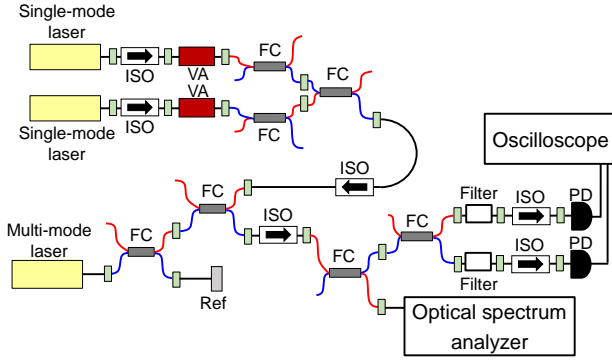 Single-mode
laser
ISO
VA
FC
VA
ISO
Single-mode
laser
FC
FC
ISO
Oscilloscope
FC
ISO
Filter
ISO
PD
Multi-mode
laser
FC
FC
FC
Ref
Filter
ISO
PD
Optical spectrum
analyzer